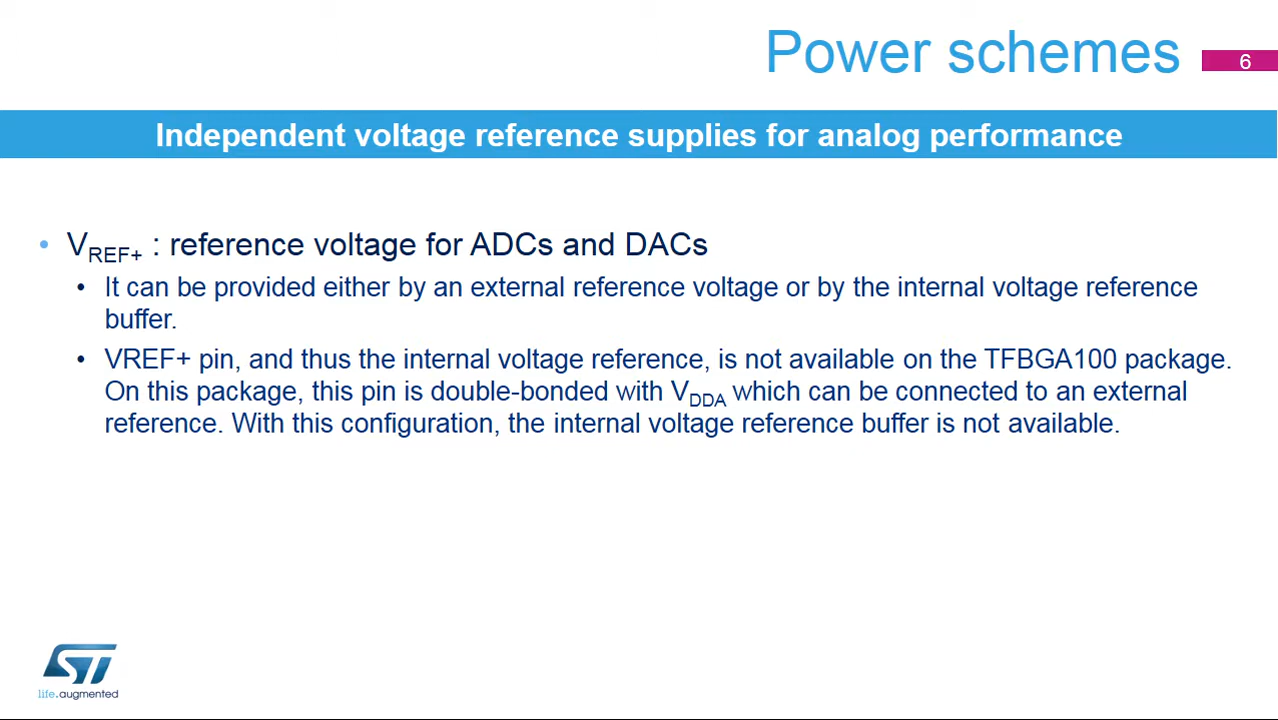 Power schemes
6
Independent voltage reference supplies for analog performance
• VREF+ : reference voltage for ADCs and DACs
• It can be provided either by an external reference voltage or by the internal voltage reference
buffer.
• VREF+ pin, and thus the internal voltage reference, is not available on the TFBGA100 package.
On this package, this pin is double-bonded with VDDA which can be connected to an external
reference. With this configuration, the internal voltage reference buffer is not available.
ST
life.augmented